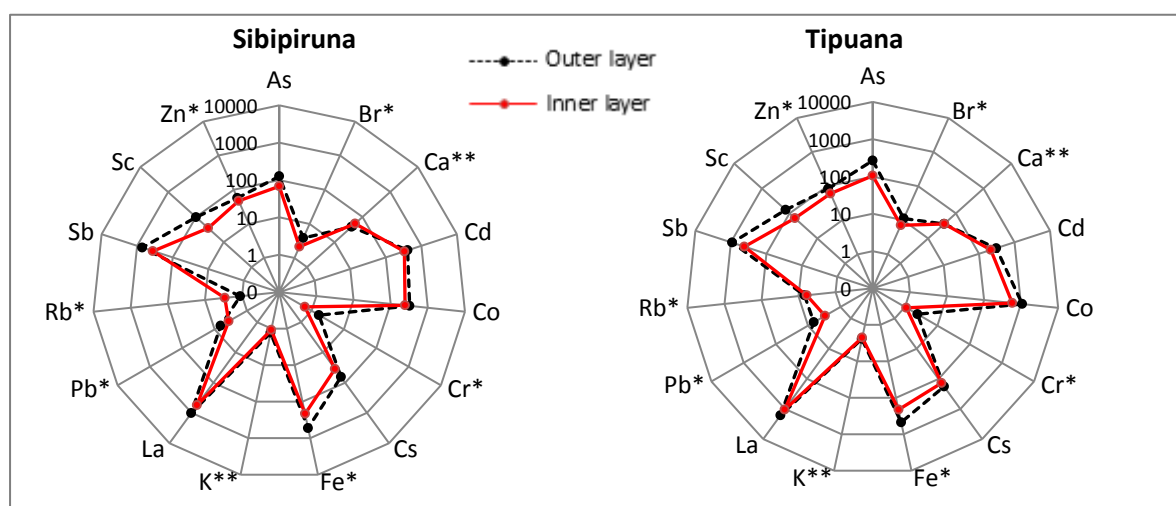 Sibipiruna
Outer layer
Inner layer
As
Br*
Ca**
Cd
Co
Cr*
Cs
Fe*
K**
La
Pb*
Rb*
Sb
Sc
Zn*
10000
1000
100
10
1
0
Tipuana
As
Br*
Ca**
Cd
Co
Cr*
Cs
Fe*
K**
La
Pb*
Rb*
Sb
Sc
Zn*
10000
1000
100
10
1
0